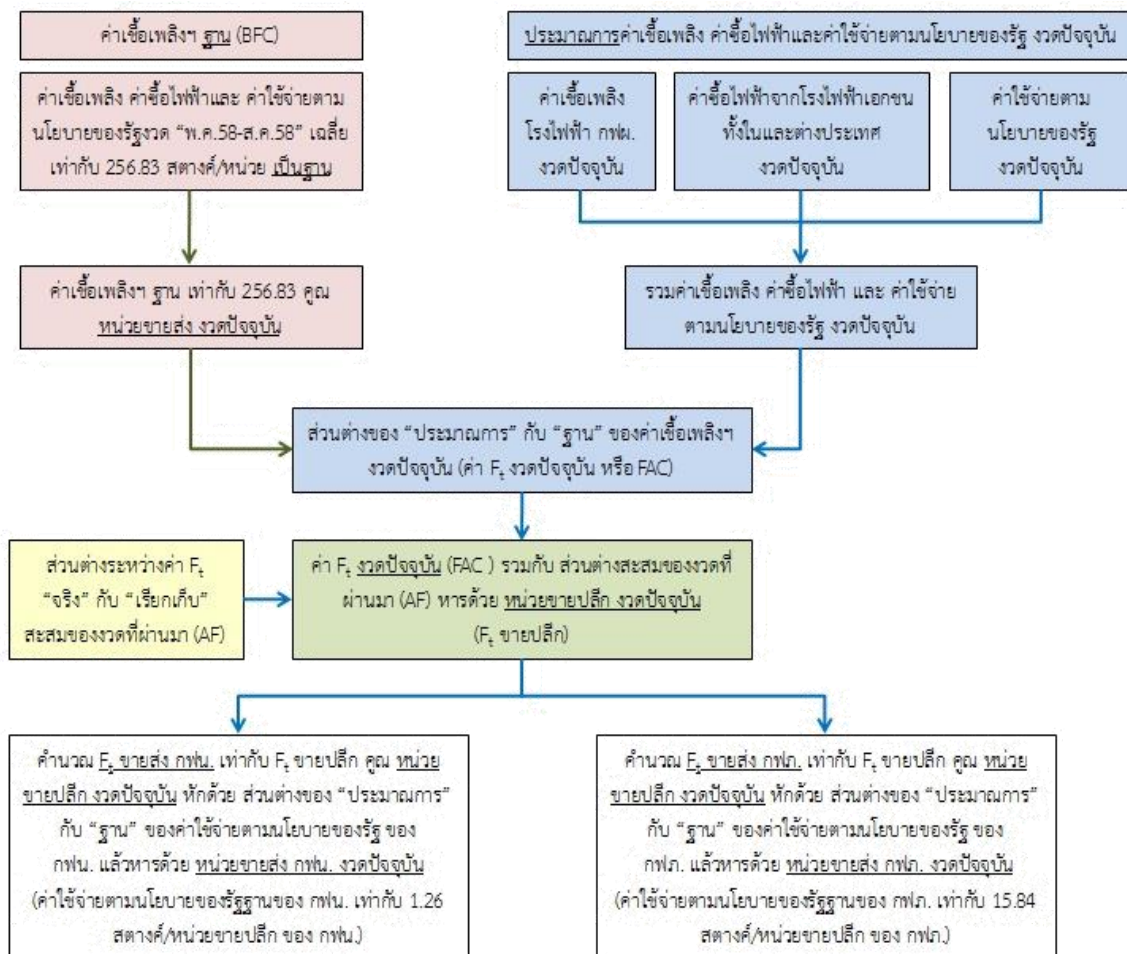 ค่าเชื้อเพลิงฯ ฐาน (BFC)
ค่าเชื้อเพลิง ค่าซื้อไฟฟ้าและ ค่าใช้จ่ายตาม
นโยบายของรัฐงวด “พ.ค.58-ส.ค.58” เฉลี่ย
เท่ากับ 256.83 สตางค์/หน่วย เป็นฐาน
ค่าเชื้อเพลิงฯ ฐาน เท่ากับ 256.83 คูณ
หน่วยขายส่ง งวดปัจจุบัน
ประมาณการค่าเชื้อเพลิง ค่าซื้อไฟฟ้าและค่าใช้จ่ายตามนโยบายของรัฐ งวดปัจจุบัน
ค่าเชื้อเพลิง
โรงไฟฟ้า กฟผ.
งวดปัจจุบัน
ค่าซื้อไฟฟ้าจากโรงไฟฟ้าเอกชน
ทั้งในและต่างประเทศ
งวดปัจจุบัน
ค่าใช้จ่ายตาม
นโยบายของรัฐ
งวดปัจจุบัน
รวมค่าเชื้อเพลิง ค่าซื้อไฟฟ้า และ ค่าใช้จ่าย
ตามนโยบายของรัฐ งวดปัจจุบัน
ส่วนต่างของ “ประมาณการ” กับ “ฐาน” ของค่าเชื้อเพลิงฯ
งวดปัจจุบัน (ค่า Ft งวดปัจจุบัน หรือ FAC)
ส่วนต่างระหว่างค่า Ft
“จริง” กับ “เรียกเก็บ”
สะสมของงวดที่ผ่านมา (AF)
ค่า Ft งวดปัจจุบัน (FAC ) รวมกับ ส่วนต่างสะสมของงวดที่
ผ่านมา (AF) หารด้วย หน่วยขายปลีก งวดปัจจุบัน
(Ft ขายปลีก)
คำนวณ Ft ขายส่ง กฟน. เท่ากับ Ft ขายปลีก คูณ หน่วย
ขายปลีก งวดปัจจุบัน หักด้วย ส่วนต่างของ “ประมาณการ”
กับ “ฐาน” ของค่าใช้จ่ายตามนโยบายของรัฐ ของ
กฟน. แล้วหารด้วย หน่วยขายส่ง กฟน. งวดปัจจุบัน
(ค่าใช้จ่ายตามนโยบายของรัฐฐานของ กฟน. เท่ากับ 1.26
สตางค์/หน่วยขายปลีก ของ กฟน.)
คำนวณ Ft ขายส่ง กฟภ. เท่ากับ Ft ขายปลีก คูณ หน่วย
ขายปลีก งวดปัจจุบัน หักด้วย ส่วนต่างของ “ประมาณการ”
กับ “ฐาน” ของค่าใช้จ่ายตามนโยบายของรัฐ ของ
กฟภ. แล้วหารด้วย หน่วยขายส่ง กฟภ. งวดปัจจุบัน
(ค่าใช้จ่ายตามนโยบายของรัฐฐานของ กฟภ. เท่ากับ 15.84
สตางค์/หน่วยขายปลีก ของ กฟภ.)